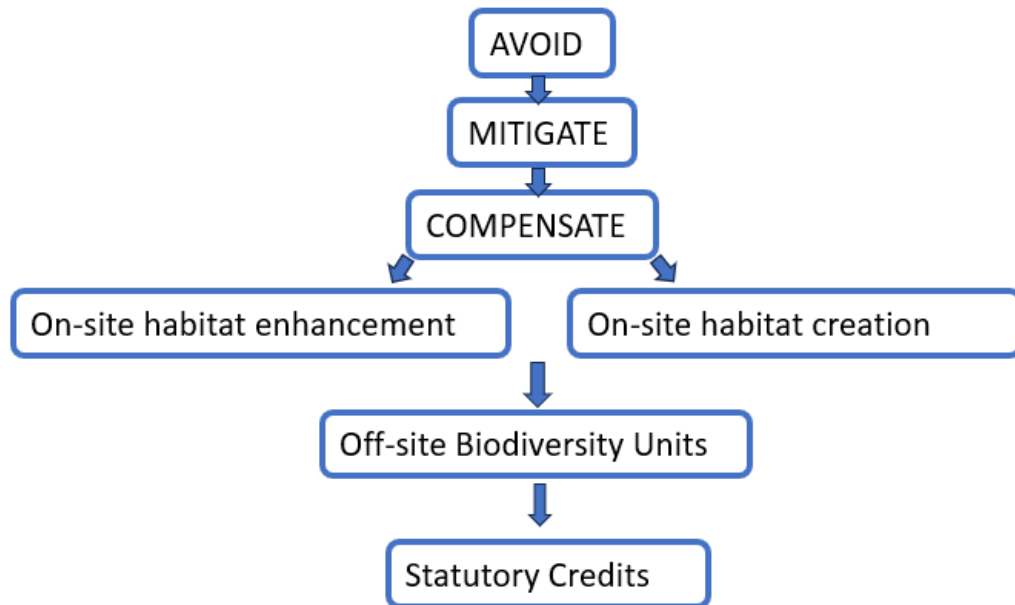 AVOID
MITIGATE
COMPENSATE
On-site habitat enhancement
On-site habitat creation
Off-site Biodiversity Units
Statutory Credits